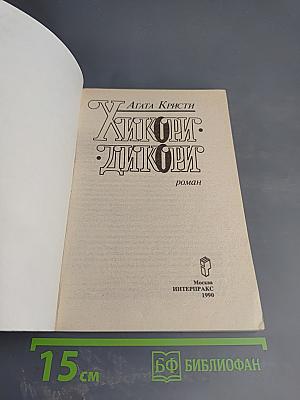 Агата Кристи
Хикори·
·дикори
роман
Москва
ИНТЕРПРАКС
1990
15 см
БФ БИБЛИОФАН